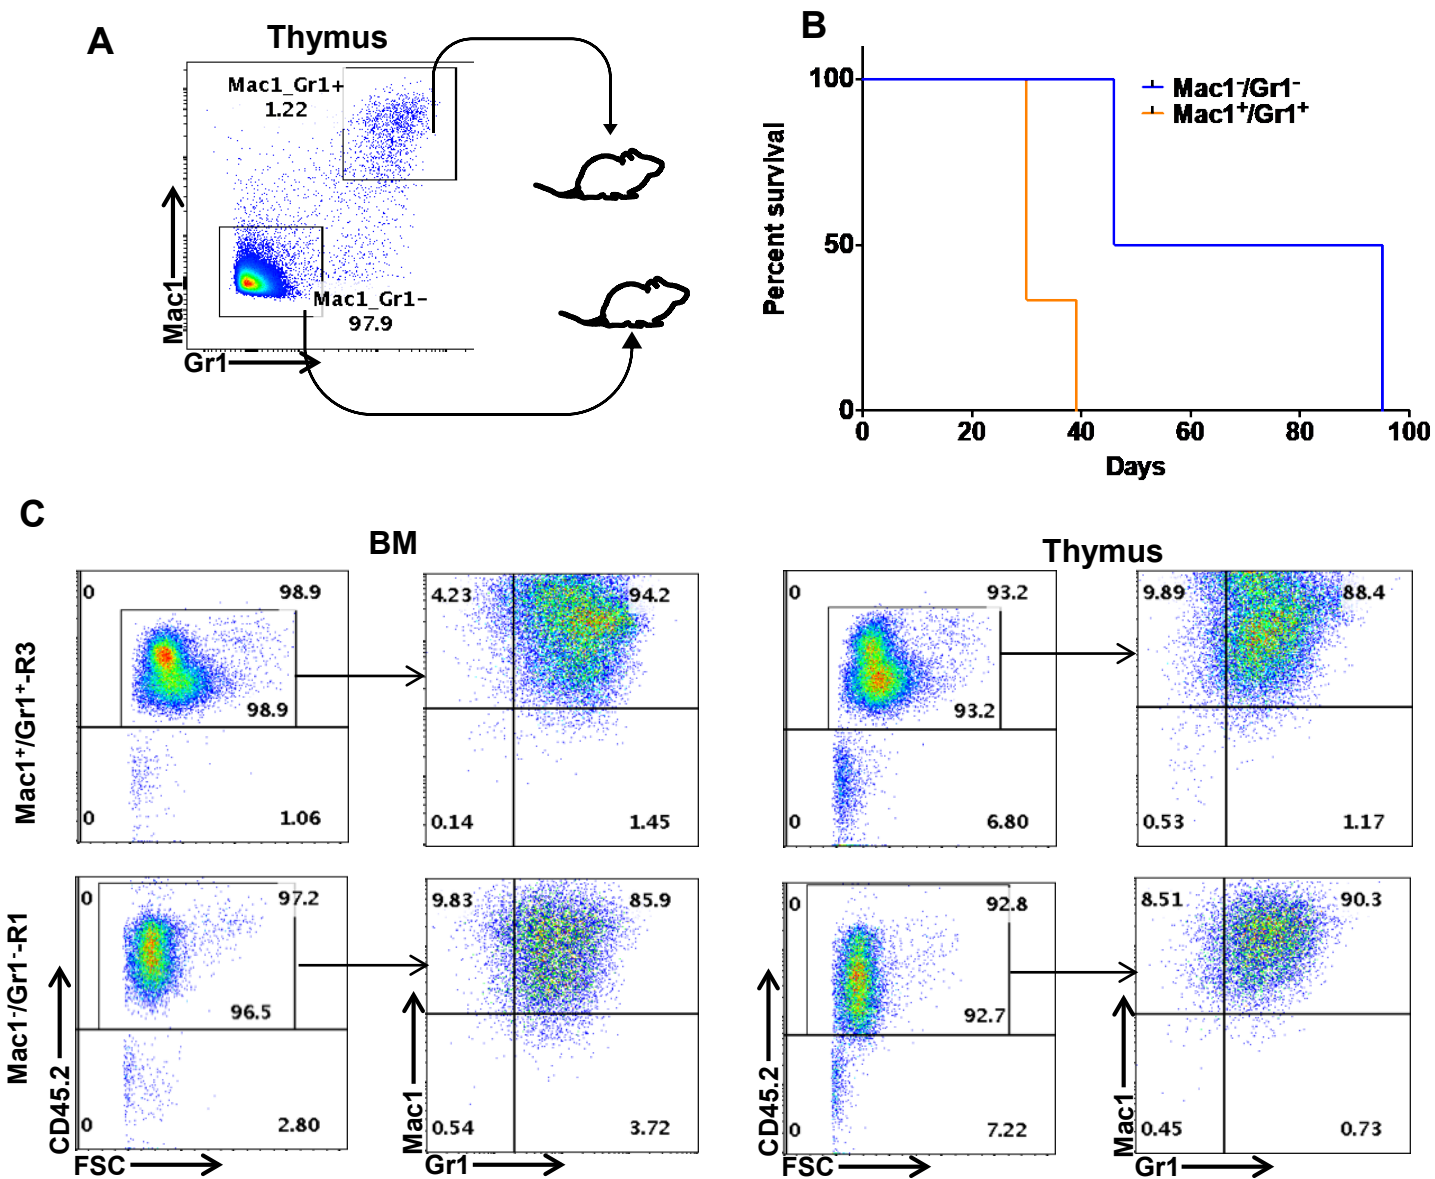 A
Thymus
Mac1_Gr1+
1.22
Mac1_Gr1-
97.9
Mac1
Gr1
B
100
50
0
0 20 40 60 80 100
Percent survival
Days
Mac1-/Gr1-
Mac1+/Gr1+
C
BM
Thymus
Mac1+/Gr1+-R3
0 98.9
98.9
0 1.06
4.23 94.2
0.14 1.45
0 93.2
93.2
0 6.80
9.89 88.4
0.53 1.17
Mac1-/Gr1--R1
0 97.2
96.5
0 2.80
CD45.2
FSC
9.83 85.9
0.54 3.72
Mac1
Gr1
0 92.8
92.7
0 7.22
CD45.2
FSC
8.51 90.3
0.45 0.73
Mac1
Gr1